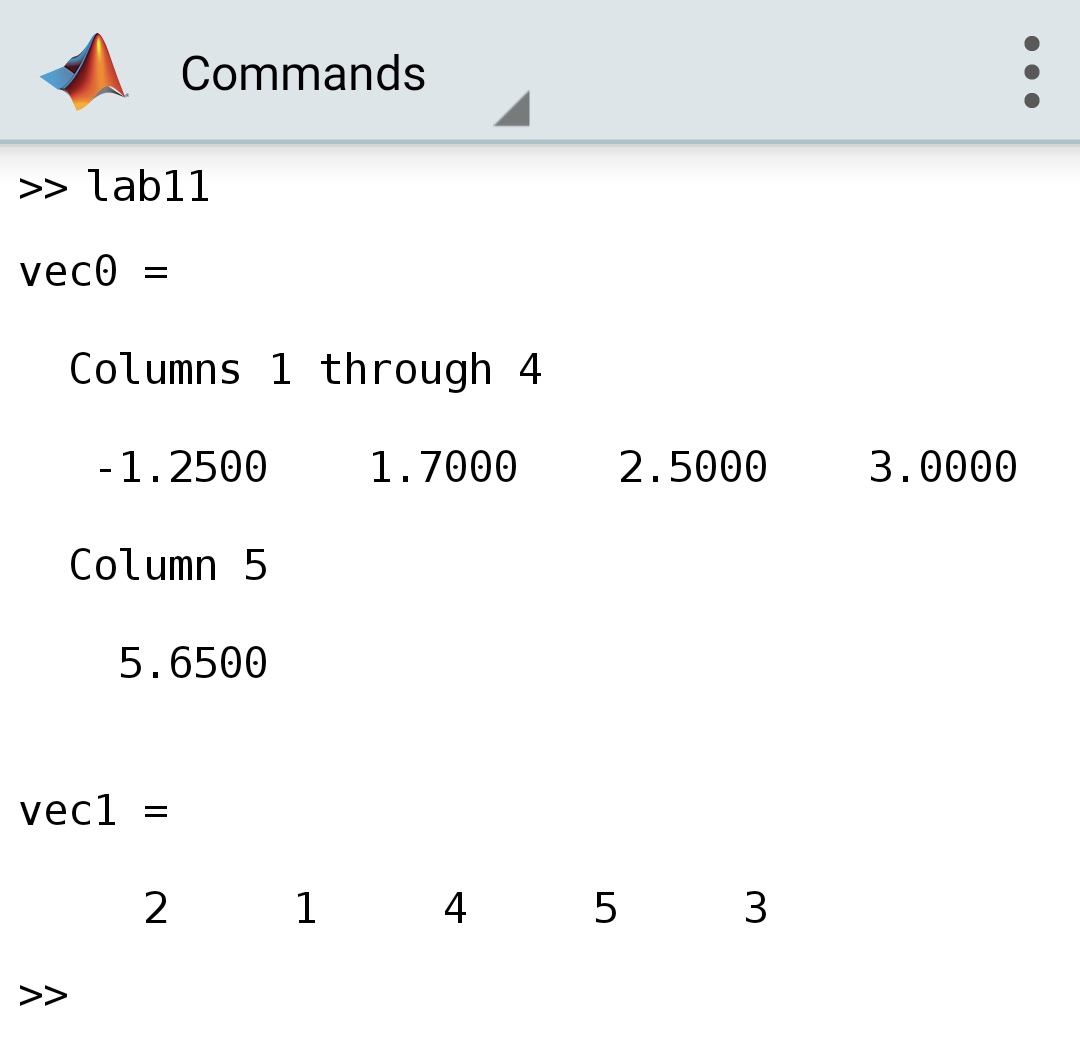 Commands
>> lab11
vec0 =
Columns 1 through 4
-1.2500 1.7000 2.5000 3.0000
Column 5
5.6500
vec1 =
2 1 4 5 3
>>